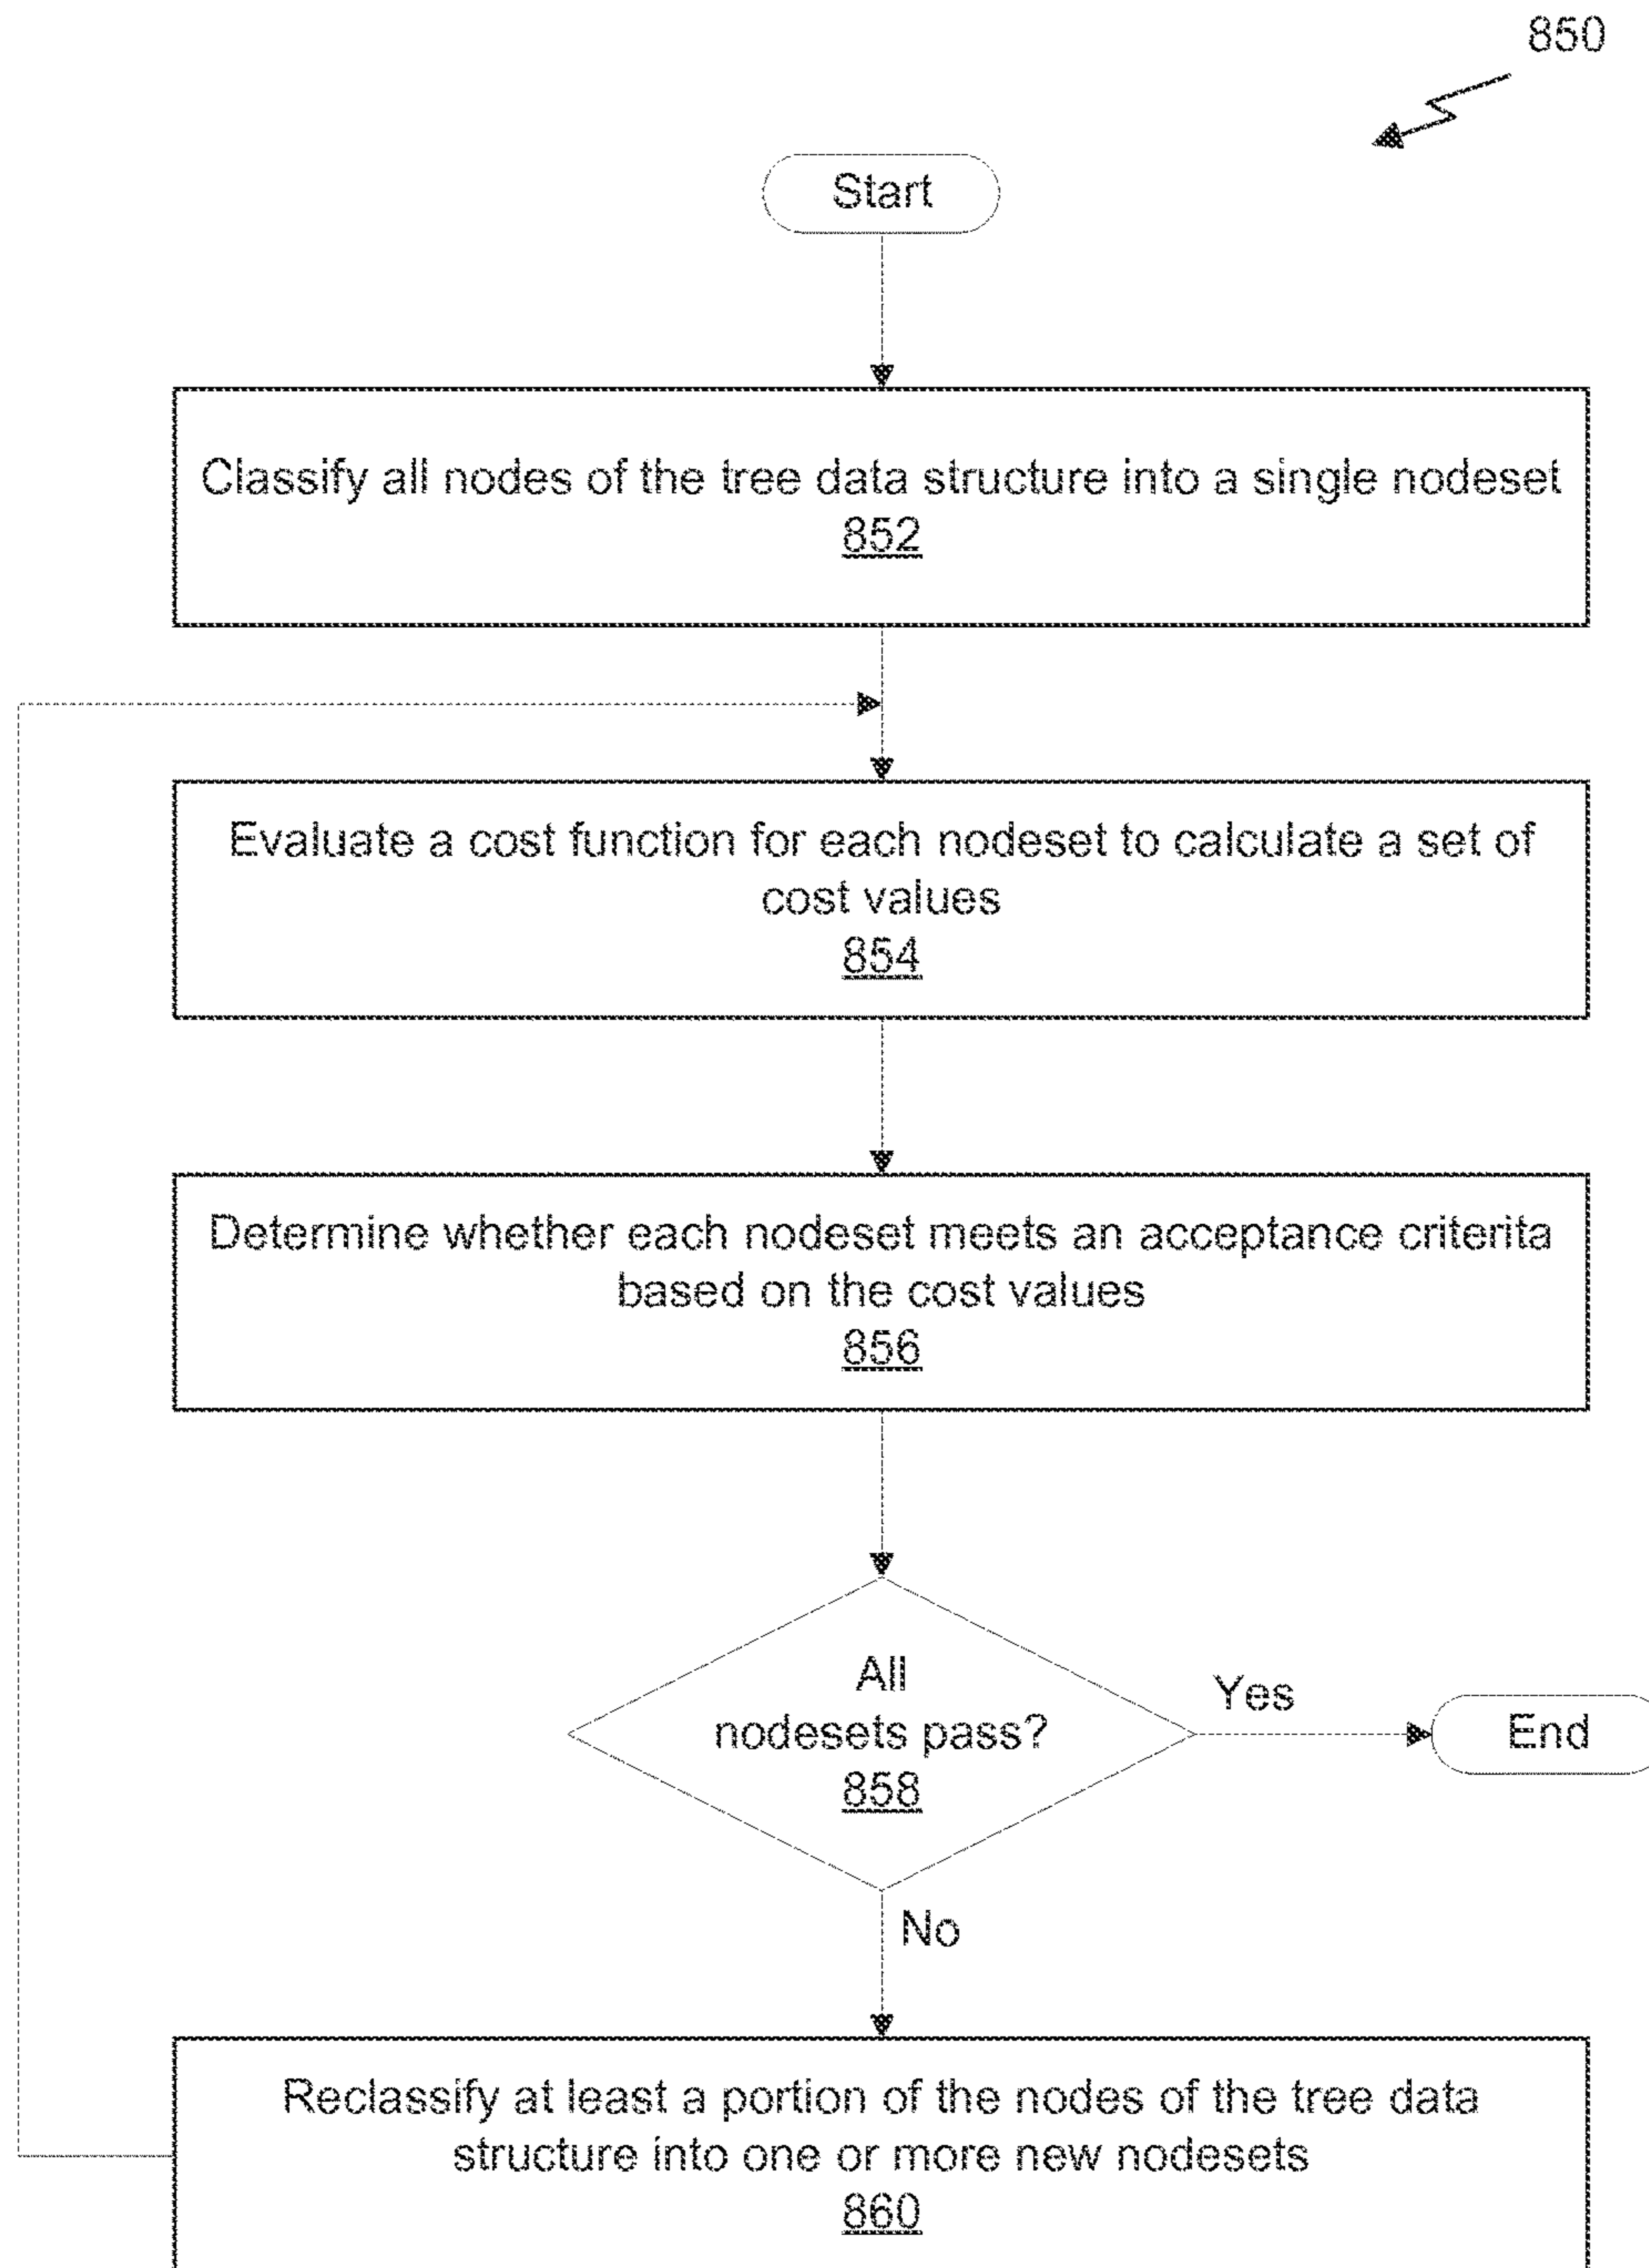 850
Start
Classify all nodes of the tree data structure into a single nodeset
852
Evaluate a cost function for each nodeset to calculate a set of
cost values
854
Determine whether each nodeset meets an acceptance criterita
based on the cost values
856
All
nodesets pass?
858
Yes
End
No
Reclassify at least a portion of the nodes of the tree data
structure into one or more new nodesets
860